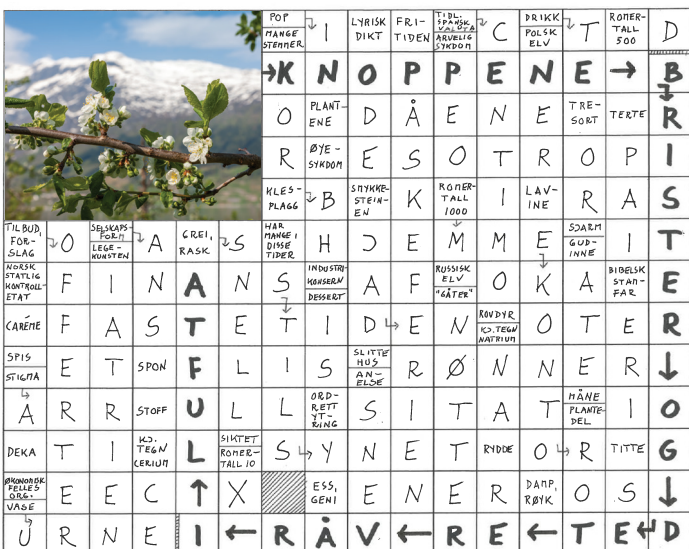 POP MANGE STEMMER I LYRISK DIKT FRI- TIDEN TIDL. SPANSK VALUTA ARVELIG SYKDOM C DRIKK POLSK ELV T ROMER- TALL 500 D
→ K N O P P E N E → B
O PLANT- ENE D Å E N E TRE- SORT TERTE R
R ØYE- SYKDOM E S O T R O P I
KLES- PLAGG B SMYKKE- STEIN- EN K ROMER- TALL 1000 I LAV- INE R A S
TILBUD, FOR- SLAG O SELSKAPS- FORM LEGE- KUNSTEN A GREI, RASK S HAR MANGE I DISSE TIDER H J E M M E SJARM GUD- INNE I T
NORSK STATLIG KONTROLL- ETAT F I N A N S INDUSTRI- KONSERN DESSERT A F RUSSISK ELV "GÅTER" O K A BIBELSK STAM- FAR E
CARÉME F A S T E T I D E N ROVDYR KJ. TEGN NATRIUM O T E R
SPIS STIGMA E T SPON F L I S SLITTE HUS AN- ELSE R Ø N N E R ↓
A R R STOFF U L L ORD- RETT YT- RING S I T A T MÅNE PLANTE- DEL I O
DEKA T I KJ. TEGN CERIUM L SIKTET ROMER- TALL 10 S Y N E T RYDDE O R TITTE G
ØKONOMISK FELLES ORG. VASE E E C ↑ X ESS, GENI E N E R DAMP, RØYK O S ↓
U R N E I ← R Å V ← R E ← T E D